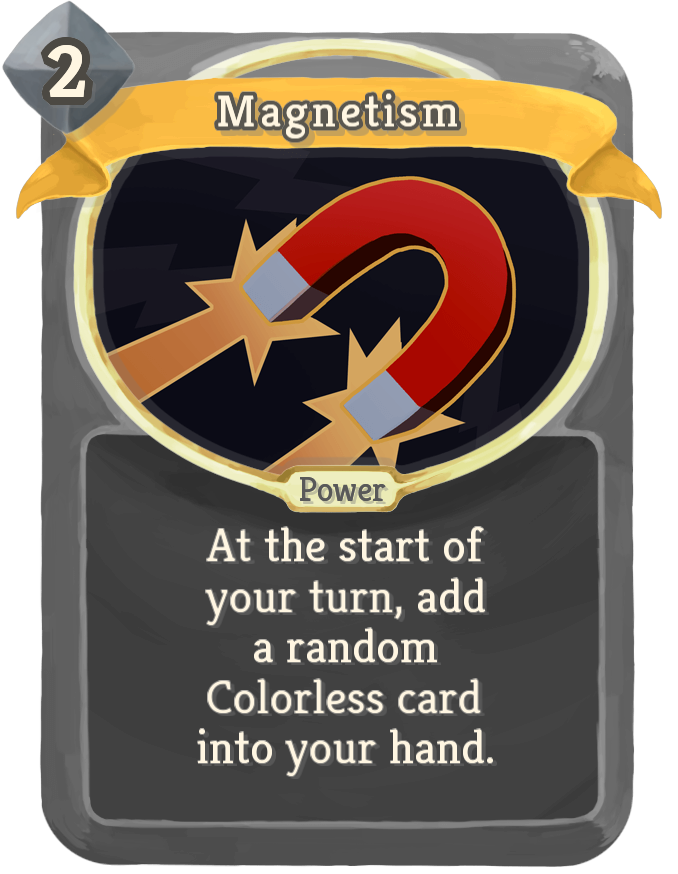 2
Magnetism
Power
At the start of
your turn, add
a random
Colorless card
into your hand.